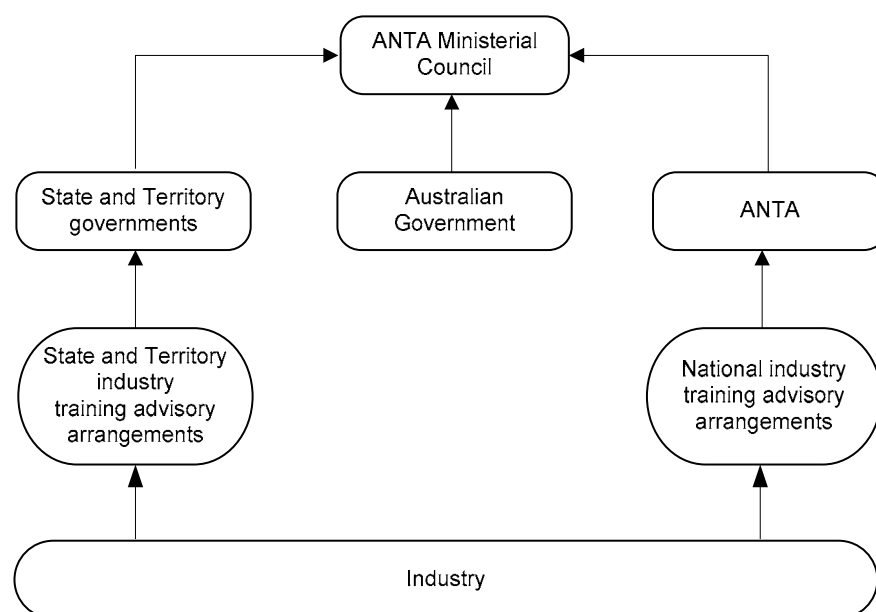 ANTA Ministerial
Council
State and Territory
governments
Australian
Government
ANTA
State and Territory
industry
training advisory
arrangements
National industry
training advisory
arrangements
Industry